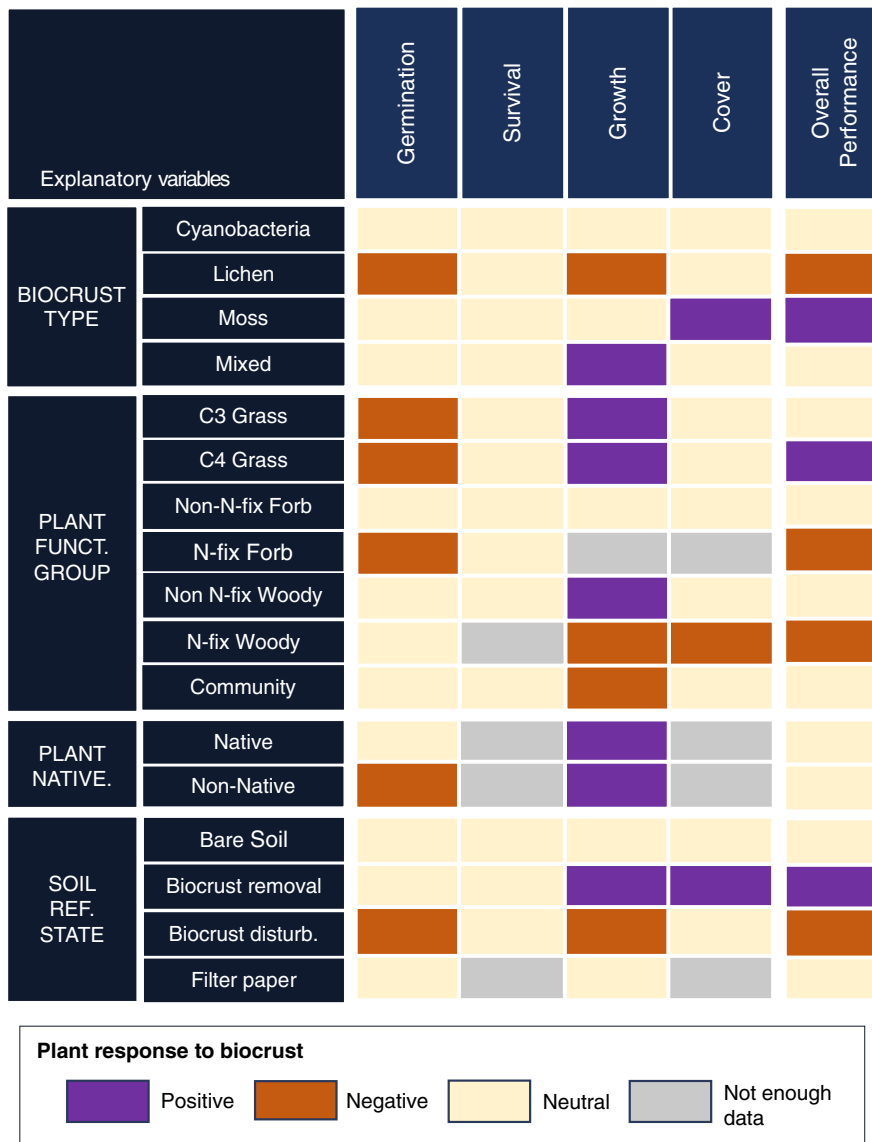 Explanatory variables
Germination
Survival
Growth
Cover
Overall
Performance
BIOCRUST
TYPE
Cyanobacteria
Lichen
Moss
Mixed
PLANT
FUNCT.
GROUP
C3 Grass
C4 Grass
Non-N-fix Forb
N-fix Forb
Non N-fix Woody
N-fix Woody
Community
PLANT
NATIVE.
Native
Non-Native
SOIL
REF.
STATE
Bare Soil
Biocrust removal
Biocrust disturb.
Filter paper
Plant response to biocrust
Positive
Negative
Neutral
Not enough
data